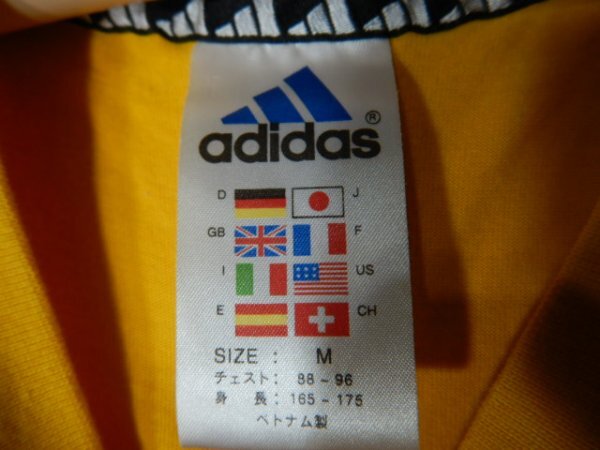 adidas®
D J
GB F
I US
E CH
SIZE : M
チェスト : 88 - 96
身 長 : 165 - 175
ベトナム製